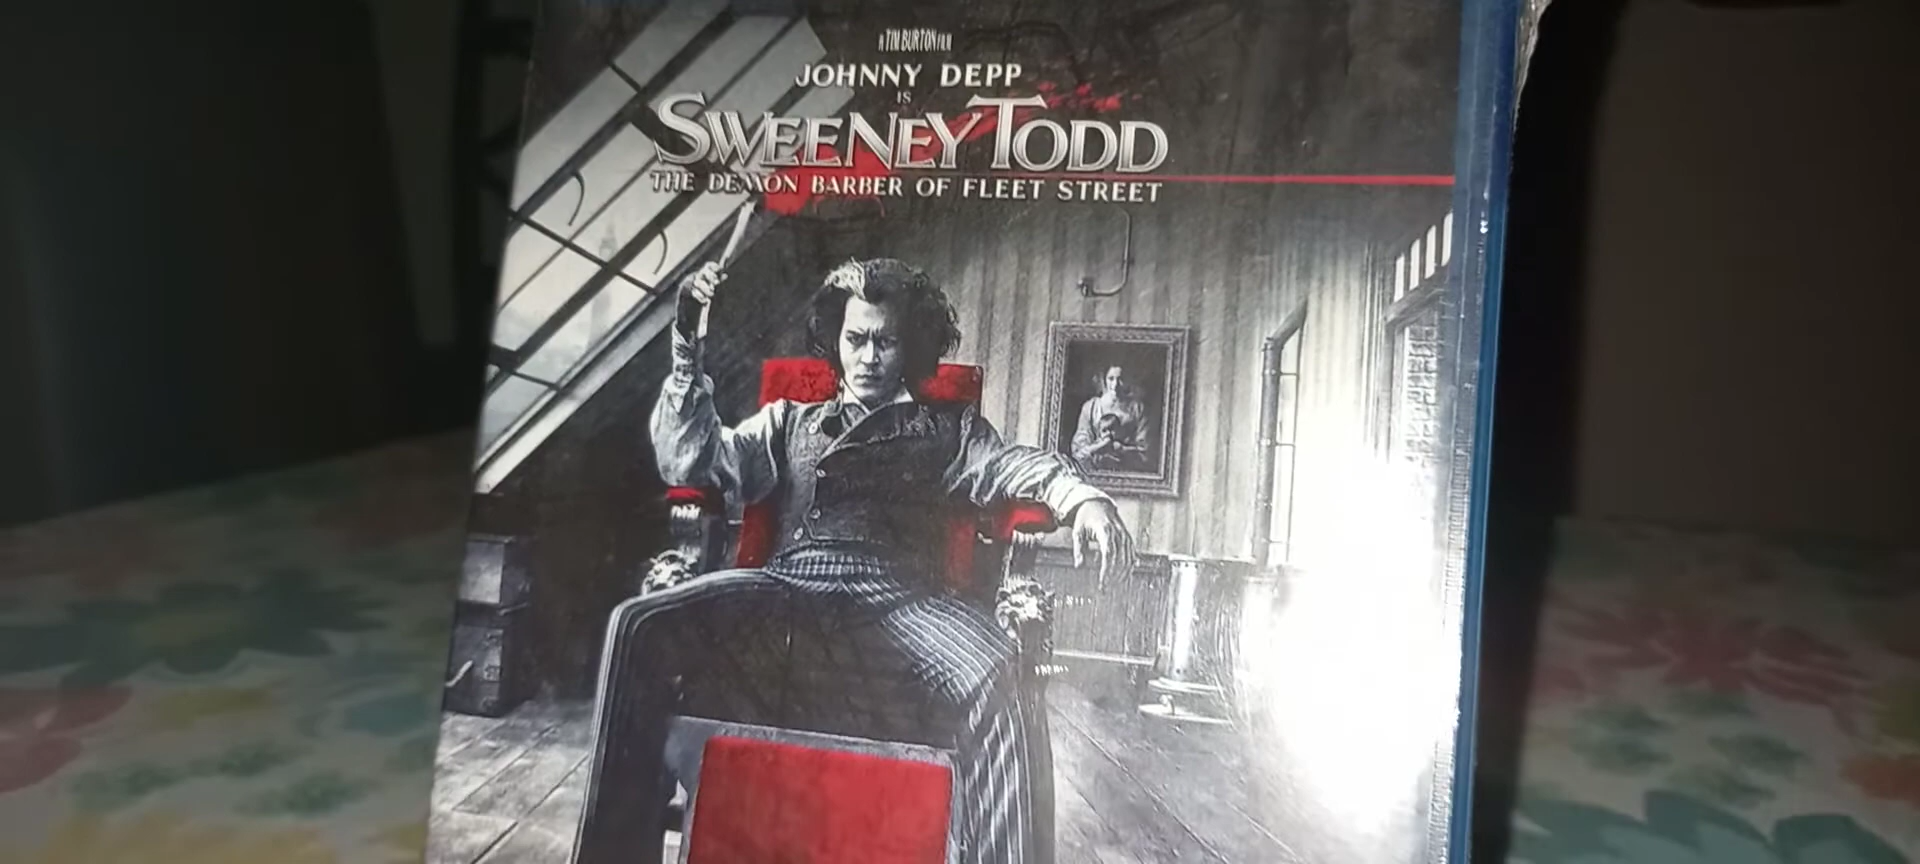 A TIM BURTON FILM
JOHNNY DEPP
IS
SWEENEY TODD
THE DEMON BARBER OF FLEET STREET